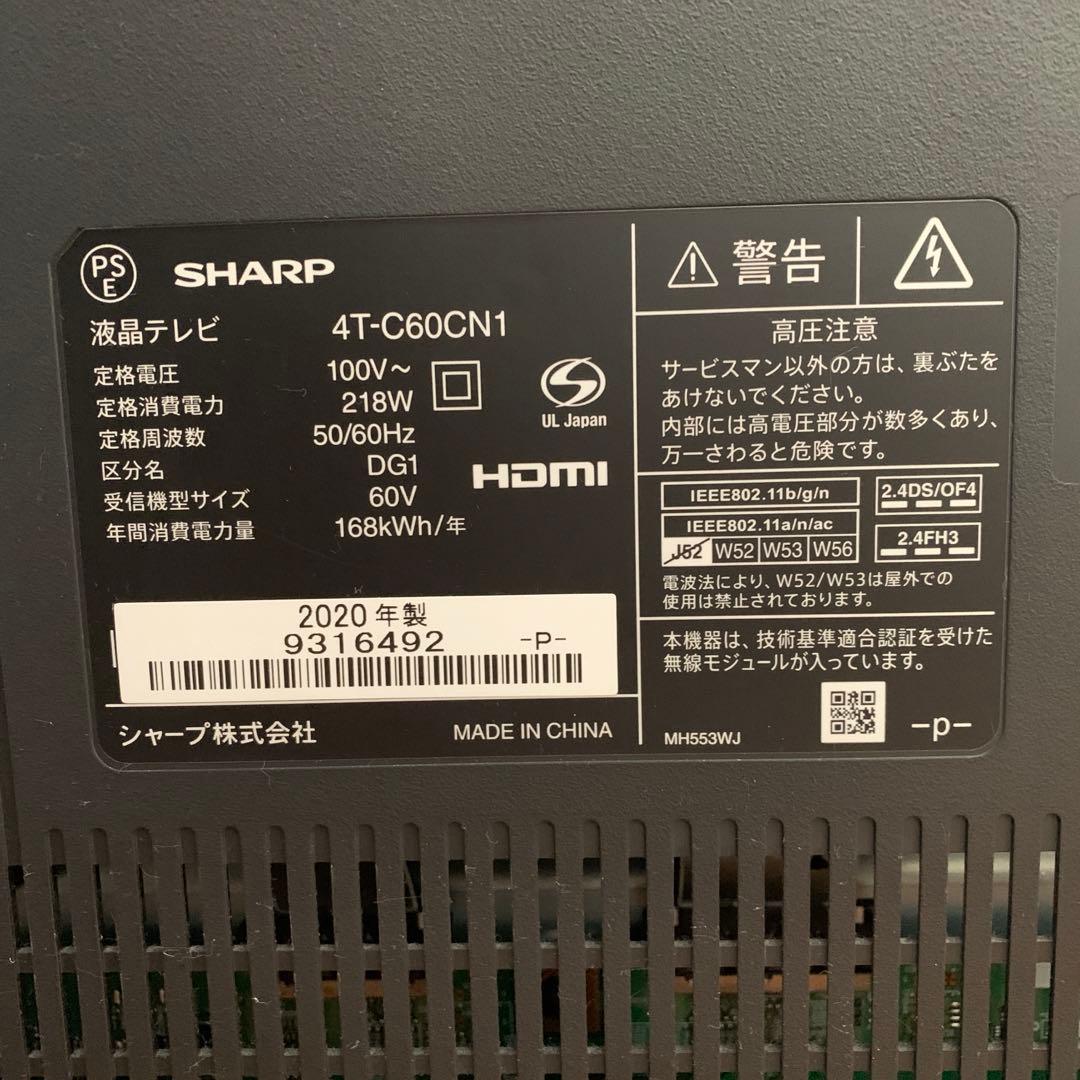 PS
E
SHARP
液晶テレビ 4T-C60CN1
定格電圧 100V～
定格消費電力 218W
定格周波数 50/60Hz
区分名 DG1
受信機型サイズ 60V
年間消費電力量 168kWh/年
UL Japan
HDMI
2020 年製
9316492 -P-
シャープ株式会社 MADE IN CHINA
警告
高圧注意
サービスマン以外の方は、裏ぶたを
あけないでください。
内部には高電圧部分が数多くあり、
万一さわると危険です。
IEEE802.11b/g/n
IEEE802.11a/n/ac
J52 W52 W53 W56
2.4DS/OF4
2.4FH3
電波法により、W52/W53は屋外での
使用は禁止されております。
本機器は、技術基準適合認証を受けた
無線モジュールが入っています。
MH553WJ -p-